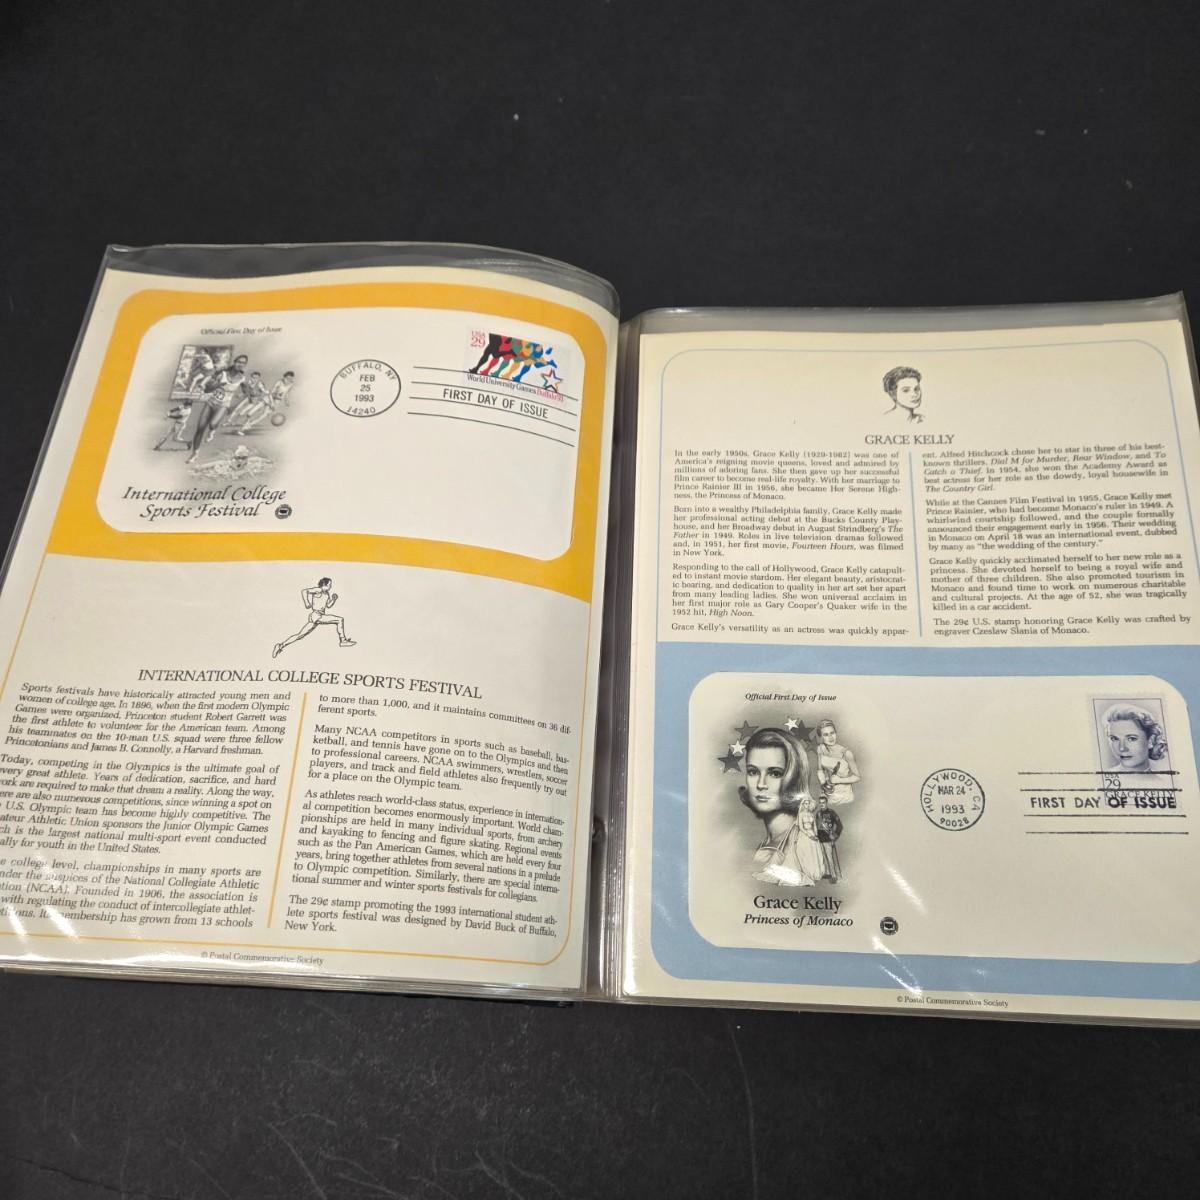 Official First Day of Issue
USA
29
World University Games Buffalo 93
BUFFALO, NY
FEB
25
1993
14240
FIRST DAY OF ISSUE
International College
Sports Festival
INTERNATIONAL COLLEGE SPORTS FESTIVAL
Sports festivals have historically attracted young men and
women of college age. In 1896, when the first modern Olympic
Games were organized, Princeton student Robert Garrett was
the first athlete to volunteer for the American team. Among
his teammates on the 10-man U.S. squad were three fellow
Princetonians and James B. Connolly, a Harvard freshman.
Today, competing in the Olympics is the ultimate goal of
every great athlete. Years of dedication, sacrifice, and hard
ork are required to make that dream a reality. Along the way,
ere are also numerous competitions, since winning a spot on
U.S. Olympic team has become highly competitive. The
ateur Athletic Union sponsors the Junior Olympic Games
ch is the largest national multi-sport event conducted
ally for youth in the United States.
e college level, championships in many sports are
nder the auspices of the National Collegiate Athletic
ation (NCAA). Founded in 1906, the association is
with regulating the conduct of intercollegiate athlet-
titions. Its membership has grown from 13 schools
to more than 1,000, and it maintains committees on 36 dif-
ferent sports.
Many NCAA competitors in sports such as baseball, bas-
ketball, and tennis have gone on to the Olympics and then
to professional careers. NCAA swimmers, wrestlers, soccer
players, and track and field athletes also frequently try out
for a place on the Olympic team.
As athletes reach world-class status, experience in internation-
al competition becomes enormously important. World cham-
pionships are held in many individual sports, from archery
and kayaking to fencing and figure skating. Regional events
such as the Pan American Games, which are held every four
years, bring together athletes from several nations in a prelude
to Olympic competition. Similarly, there are special interna-
tional summer and winter sports festivals for collegians.
The 29¢ stamp promoting the 1993 international student ath-
lete sports festival was designed by David Buck of Buffalo,
New York.
© Postal Commemorative Society
GRACE KELLY
In the early 1950s, Grace Kelly (1929-1982) was one of
America's reigning movie queens, loved and admired by
millions of adoring fans. She then gave up her successful
film career to become real-life royalty. With her marriage to
Prince Rainier III in 1956, she became Her Serene High-
ness, the Princess of Monaco.
Born into a wealthy Philadelphia family, Grace Kelly made
her professional acting debut at the Bucks County Play-
house, and her Broadway debut in August Strindberg's The
Father in 1949. Roles in live television dramas followed
and, in 1951, her first movie, Fourteen Hours, was filmed
in New York.
Responding to the call of Hollywood, Grace Kelly catapult-
ed to instant movie stardom. Her elegant beauty, aristocrat-
ic bearing, and dedication to quality in her art set her apart
from many leading ladies. She won universal acclaim in
her first major role as Gary Cooper's Quaker wife in the
1952 hit, High Noon.
Grace Kelly's versatility as an actress was quickly appar-
ent. Alfred Hitchcock chose her to star in three of his best-
known thrillers, Dial M for Murder, Rear Window, and To
Catch a Thief. In 1954, she won the Academy Award as
best actress for her role as the dowdy, loyal housewife in
The Country Girl.
While at the Cannes Film Festival in 1955, Grace Kelly met
Prince Rainier, who had become Monaco's ruler in 1949. A
whirlwind courtship followed, and the couple formally
announced their engagement early in 1956. Their wedding
in Monaco on April 18 was an international event, dubbed
by many as "the wedding of the century."
Grace Kelly quickly acclimated herself to her new role as a
princess. She devoted herself to being a royal wife and
mother of three children. She also promoted tourism in
Monaco and found time to work on numerous charitable
and cultural projects. At the age of 52, she was tragically
killed in a car accident.
The 29¢ U.S. stamp honoring Grace Kelly was crafted by
engraver Czeslaw Slania of Monaco.
Official First Day of Issue
HOLLYWOOD, CA
MAR 24
1993
90028
USA
29
GRACE KELLY
FIRST DAY OF ISSUE
Grace Kelly
Princess of Monaco
© Postal Commemorative Society